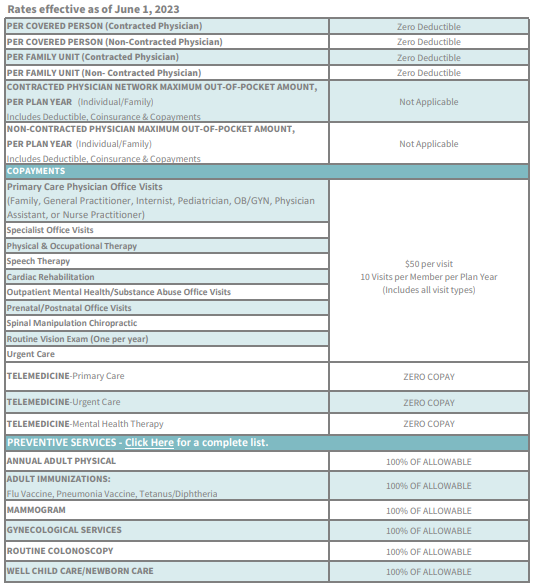 Rates effective as of June 1, 2023
PER COVERED PERSON (Contracted Physician) Zero Deductible
PER COVERED PERSON (Non-Contracted Physician) Zero Deductible
PER FAMILY UNIT (Contracted Physician) Zero Deductible
PER FAMILY UNIT (Non- Contracted Physician) Zero Deductible
CONTRACTED PHYSICIAN NETWORK MAXIMUM OUT-OF-POCKET AMOUNT,
PER PLAN YEAR (Individual/Family) Not Applicable
Includes Deductible, Coinsurance & Copayments
NON-CONTRACTED PHYSICIAN MAXIMUM OUT-OF-POCKET AMOUNT,
PER PLAN YEAR (Individual/Family) Not Applicable
Includes Deductible, Coinsurance & Copayments
COPAYMENTS
Primary Care Physician Office Visits
(Family, General Practitioner, Internist, Pediatrician, OB/GYN, Physician
Assistant, or Nurse Practitioner)
Specialist Office Visits
Physical & Occupational Therapy
Speech Therapy
Cardiac Rehabilitation
Outpatient Mental Health/Substance Abuse Office Visits
Prenatal/Postnatal Office Visits
Spinal Manipulation Chiropractic
Routine Vision Exam (One per year)
Urgent Care
$50 per visit
10 Visits per Member per Plan Year
(Includes all visit types)
TELEMEDICINE-Primary Care ZERO COPAY
TELEMEDICINE-Urgent Care ZERO COPAY
TELEMEDICINE-Mental Health Therapy ZERO COPAY
PREVENTIVE SERVICES - Click Here for a complete list.
ANNUAL ADULT PHYSICAL 100% OF ALLOWABLE
ADULT IMMUNIZATIONS: 100% OF ALLOWABLE
Flu Vaccine, Pneumonia Vaccine, Tetanus/Diphtheria
MAMMOGRAM 100% OF ALLOWABLE
GYNECOLOGICAL SERVICES 100% OF ALLOWABLE
ROUTINE COLONOSCOPY 100% OF ALLOWABLE
WELL CHILD CARE/NEWBORN CARE 100% OF ALLOWABLE